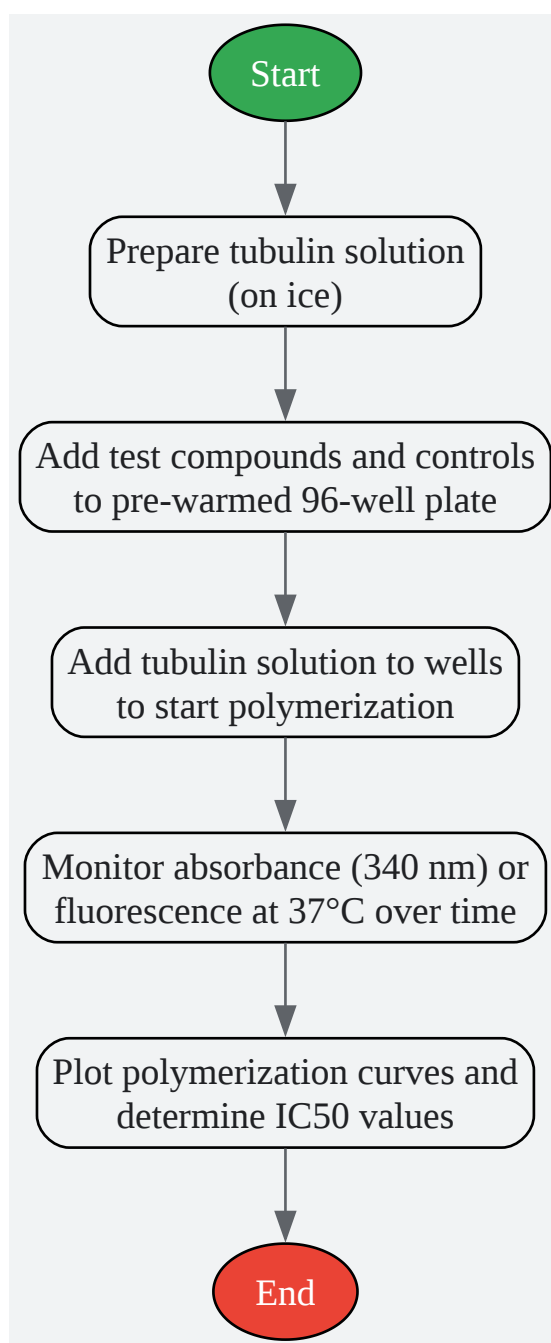 Start
Prepare tubulin solution
(on ice)
Add test compounds and controls
to pre-warmed 96-well plate
Add tubulin solution to wells
to start polymerization
Monitor absorbance (340 nm) or
fluorescence at 37°C over time
Plot polymerization curves and
determine IC50 values
End